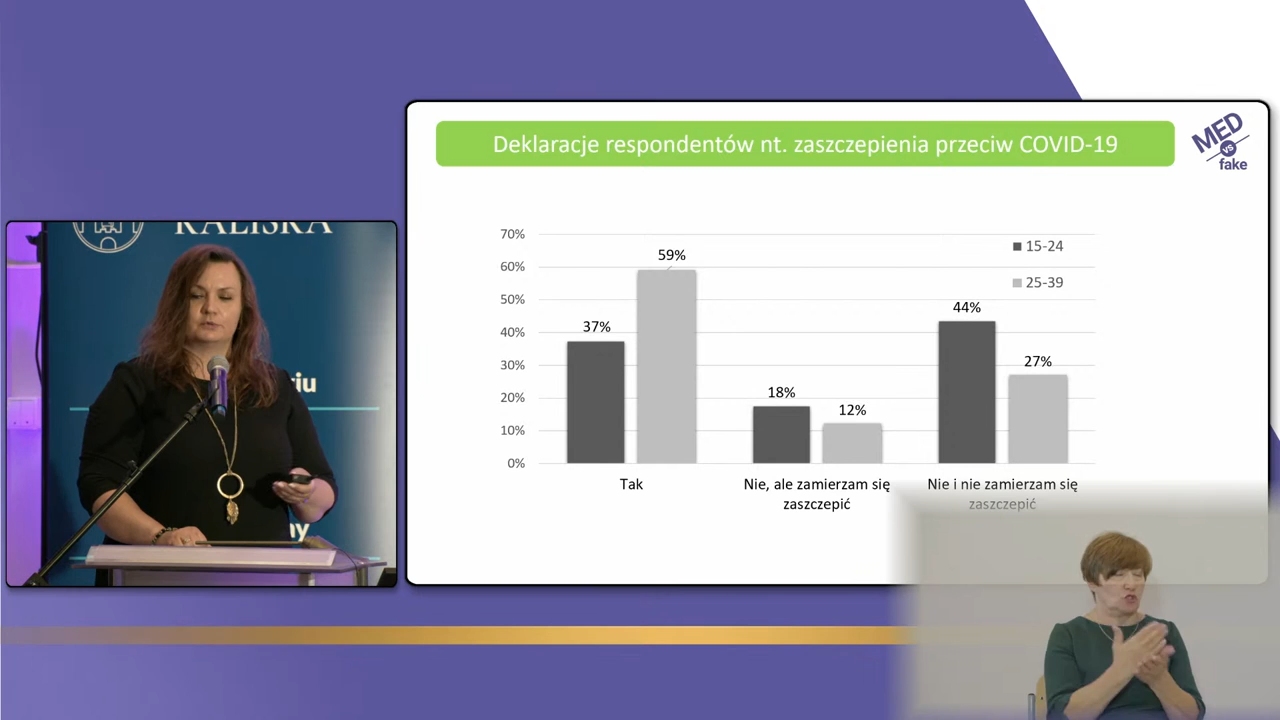 Deklaracje respondentów nt. zaszczepienia przeciw COVID-19
MED
vs
fake
KALISKA
iu
ny
70%
60%
50%
40%
30%
20%
10%
0%
15-24
25-39
37%
59%
18%
12%
44%
27%
Tak
Nie, ale zamierzam się
zaszczepić
Nie i nie zamierzam się
zaszczepić